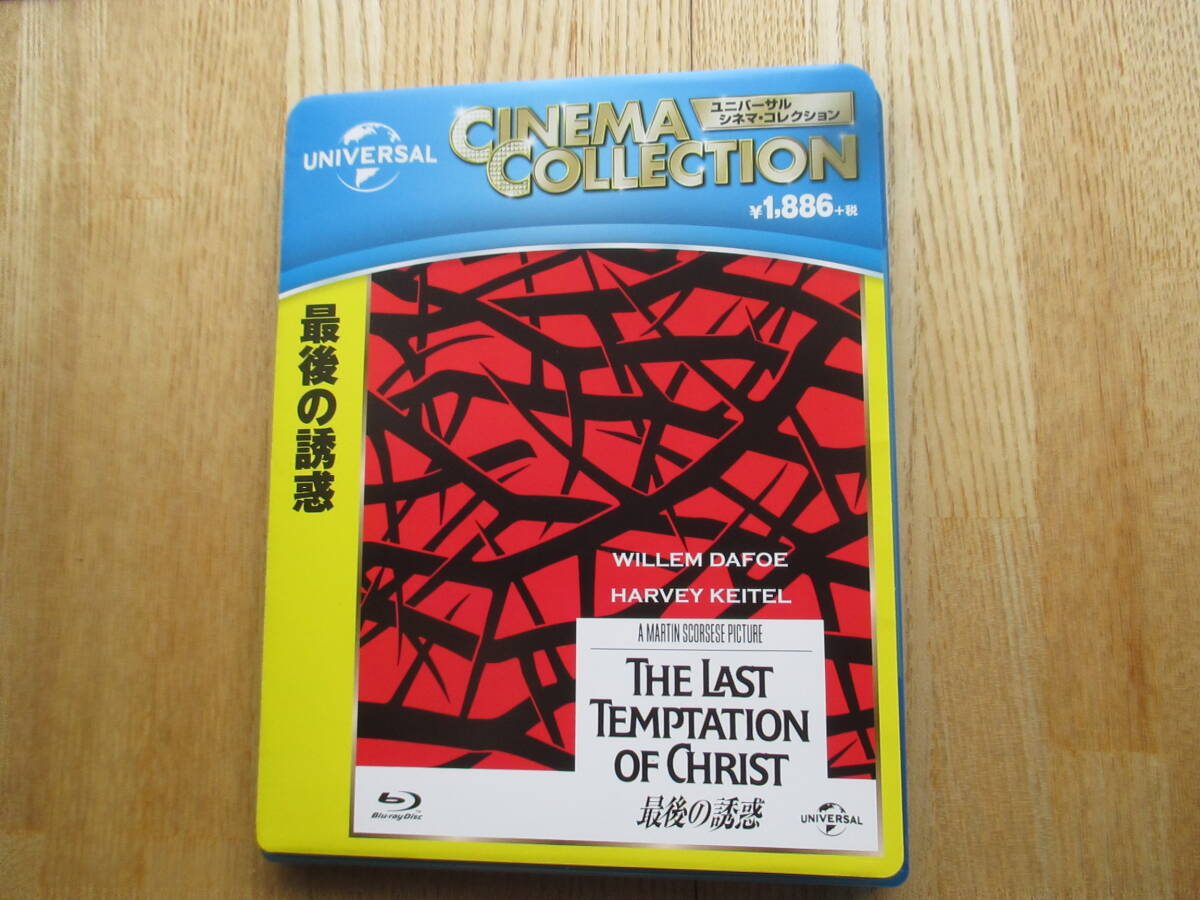 UNIVERSAL
CINEMA
COLLECTION
ユニバーサル
シネマ・コレクション
¥1,886+税
最後の誘惑
WILLEM DAFOE
HARVEY KEITEL
A MARTIN SCORSESE PICTURE
THE LAST
TEMPTATION
OF CHRIST
最後の誘惑
Blu-ray Disc
UNIVERSAL